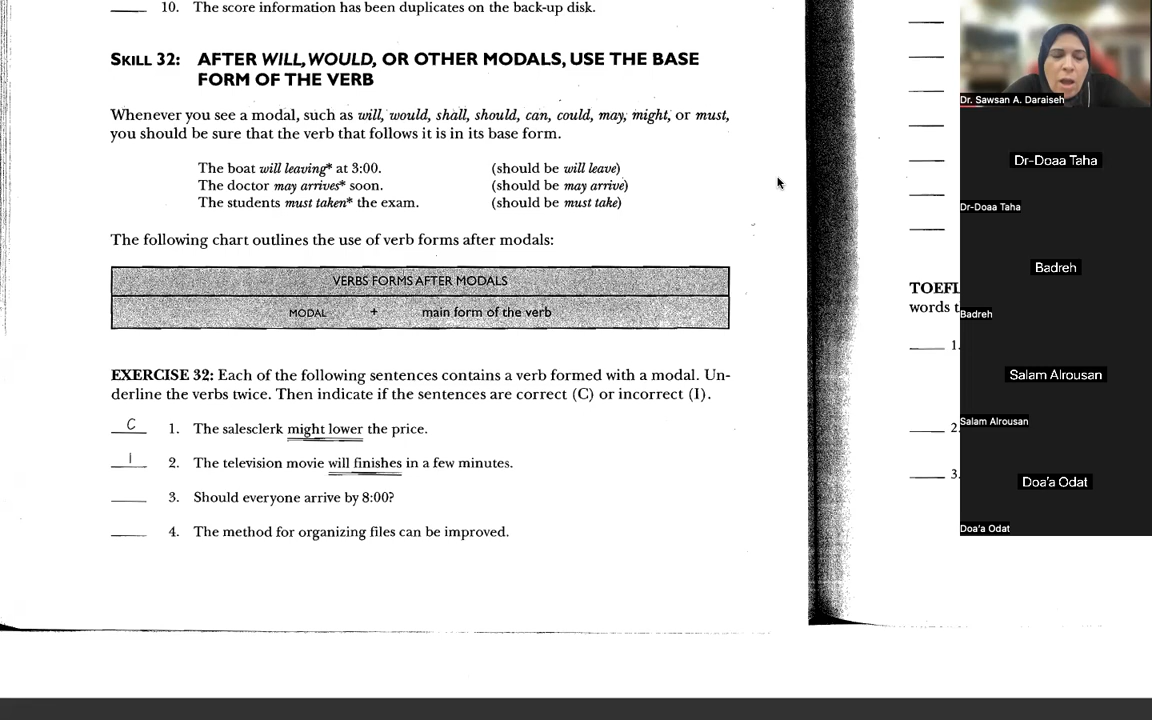 10. The score information has been duplicates on the back-up disk.
SKILL 32: AFTER WILL, WOULD, OR OTHER MODALS, USE THE BASE
FORM OF THE VERB
Whenever you see a modal, such as will, would, shall, should, can, could, may, might, or must,
you should be sure that the verb that follows it is in its base form.
The boat will leaving* at 3:00. (should be will leave)
The doctor may arrives* soon. (should be may arrive)
The students must taken* the exam. (should be must take)
The following chart outlines the use of verb forms after modals:
VERBS FORMS AFTER MODALS
MODAL + main form of the verb
EXERCISE 32: Each of the following sentences contains a verb formed with a modal. Un-
derline the verbs twice. Then indicate if the sentences are correct (C) or incorrect (I).
C 1. The salesclerk might lower the price.
I 2. The television movie will finishes in a few minutes.
3. Should everyone arrive by 8:00?
4. The method for organizing files can be improved.
TOEFL
words t
1.
2.
3.
Dr. Sawsan A. Daraiseh
Dr-Doaa Taha
Dr-Doaa Taha
Badreh
Badreh
Salam Alrousan
Salam Alrousan
Doa'a Odat
Doa'a Odat